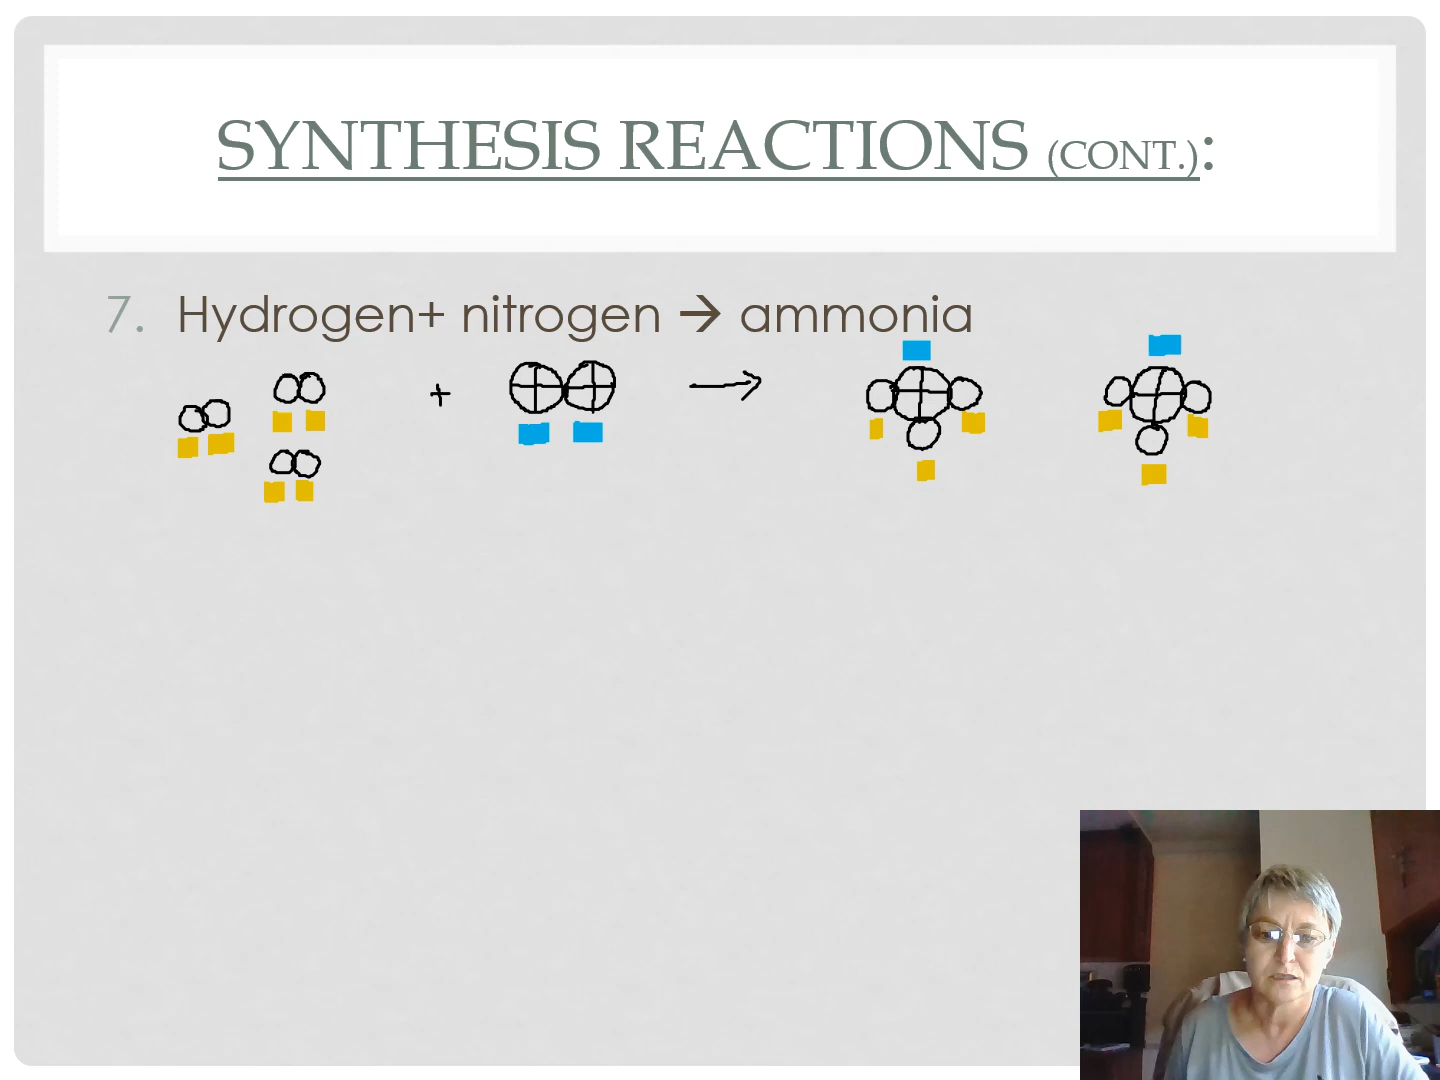 SYNTHESIS REACTIONS (CONT.):
7. Hydrogen+ nitrogen → ammonia
+ →